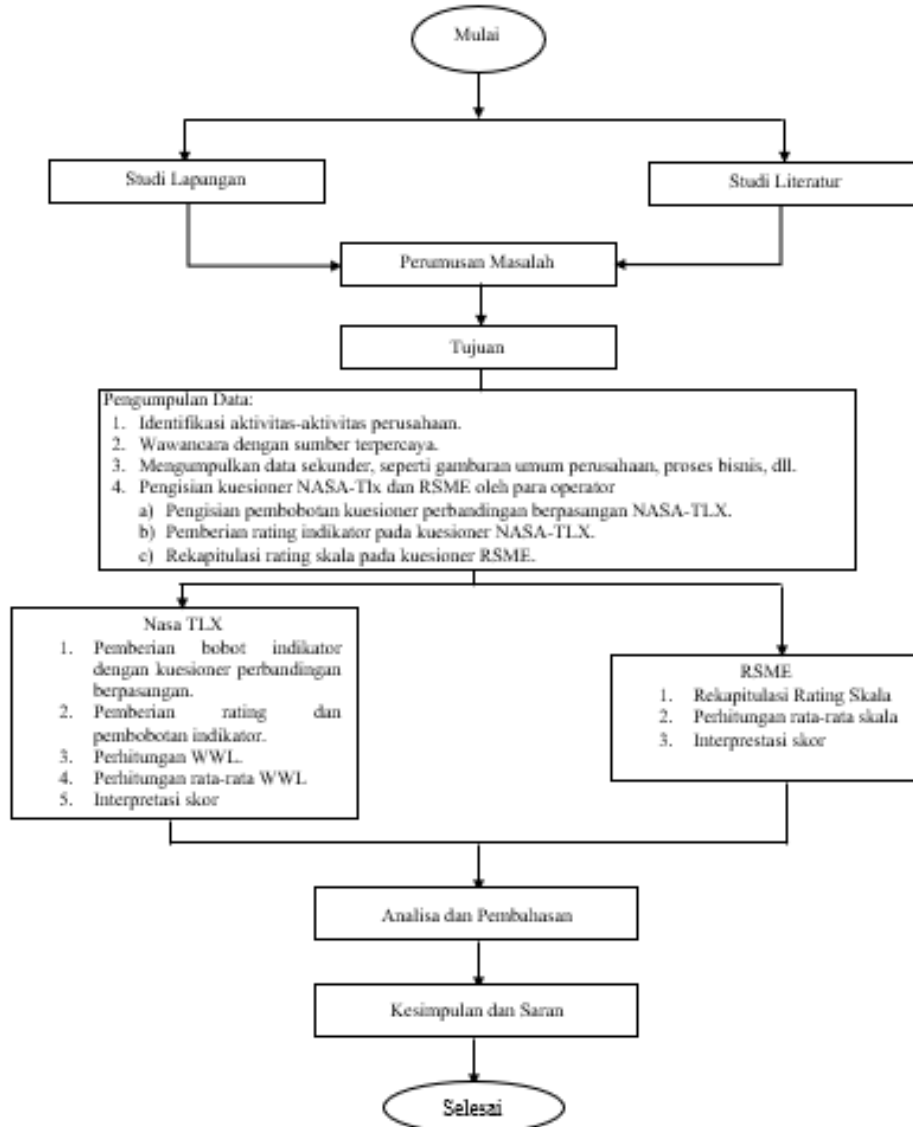 Mulai
Studi Lapangan
Studi Literatur
Perumusan Masalah
Tujuan
Pengumpulan Data:
1. Identifikasi aktivitas-aktivitas perusahaan.
2. Wawancara dengan sumber terpercaya.
3. Mengumpulkan data sekunder, seperti gambaran umum perusahaan, proses bisnis, dll.
4. Pengisian kuesioner NASA-Tlx dan RSME oleh para operator
a) Pengisian pembobotan kuesioner perbandingan berpasangan NASA-TLX.
b) Pemberian rating indikator pada kuesioner NASA-TLX.
c) Rekapitulasi rating skala pada kuesioner RSME.
Nasa TLX
1. Pemberian bobot indikator
dengan kuesioner perbandingan
berpasangan.
2. Pemberian rating dan
pembobotan indikator.
3. Perhitungan WWL.
4. Perhitungan rata-rata WWL
5. Interpretasi skor
RSME
1. Rekapitulasi Rating Skala
2. Perhitungan rata-rata skala
3. Interprestasi skor
Analisa dan Pembahasan
Kesimpulan dan Saran
Selesai